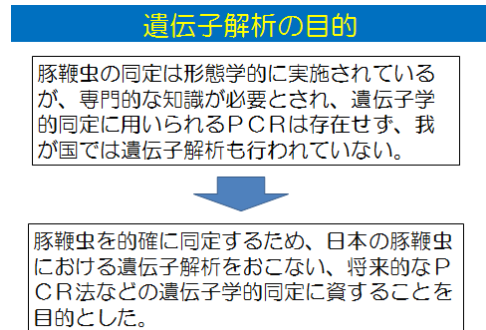 遺伝子解析の目的
豚鞭虫の同定は形態学的に実施されている
が、専門的な知識が必要とされ、遺伝子学
的同定に用いられるＰＣＲは存在せず、我
が国では遺伝子解析も行われていない。
豚鞭虫を的確に同定するため、日本の豚鞭虫
における遺伝子解析をおこない、将来的なＰ
ＣＲ法などの遺伝子学的同定に資することを
目的とした。